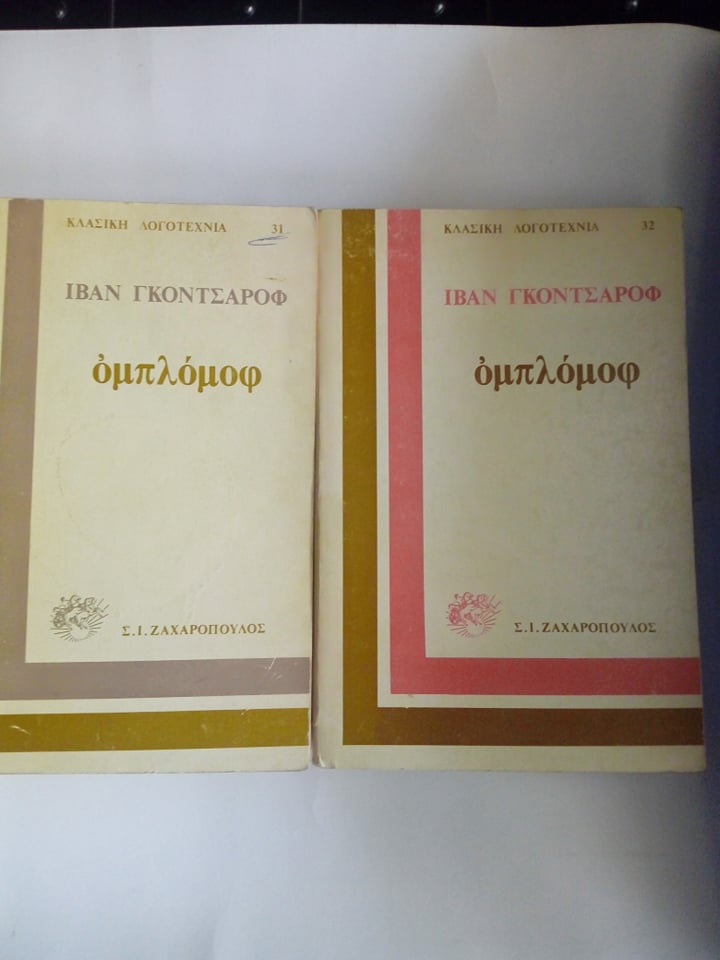 ΚΛΑΣΙΚΗ ΛΟΓΟΤΕΧΝΙΑ 31
ΙΒΑΝ ΓΚΟΝΤΣΑΡΟΦ
ὀμπλόμοφ
Σ.Ι. ΖΑΧΑΡΟΠΟΥΛΟΣ
ΚΛΑΣΙΚΗ ΛΟΓΟΤΕΧΝΙΑ 32
ΙΒΑΝ ΓΚΟΝΤΣΑΡΟΦ
ὀμπλόμοφ
Σ.Ι. ΖΑΧΑΡΟΠΟΥΛΟΣ